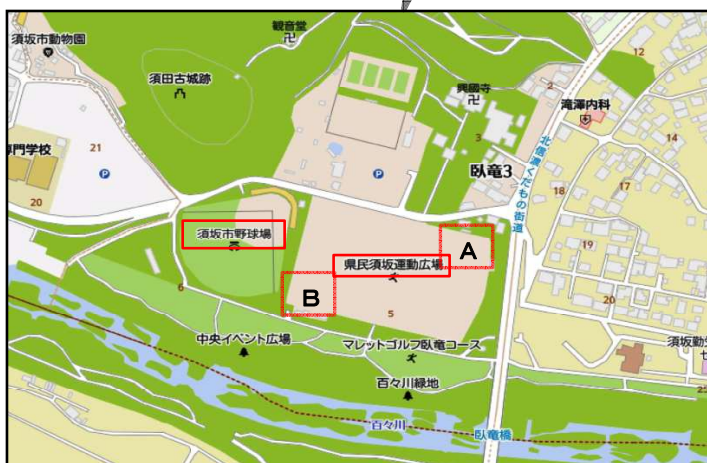 須坂市動物園
観音堂
須田古城跡
興國寺
滝澤内科
12
2
3
14
専門学校
21
臥竜3
北信濃くだもの街道
18
17
20
須坂市野球場
A
県民須坂運動広場
19
B
6
5
20
中央イベント広場
マレットゴルフ臥竜コース
須坂勤労
百々川緑地
百々川
臥竜橋